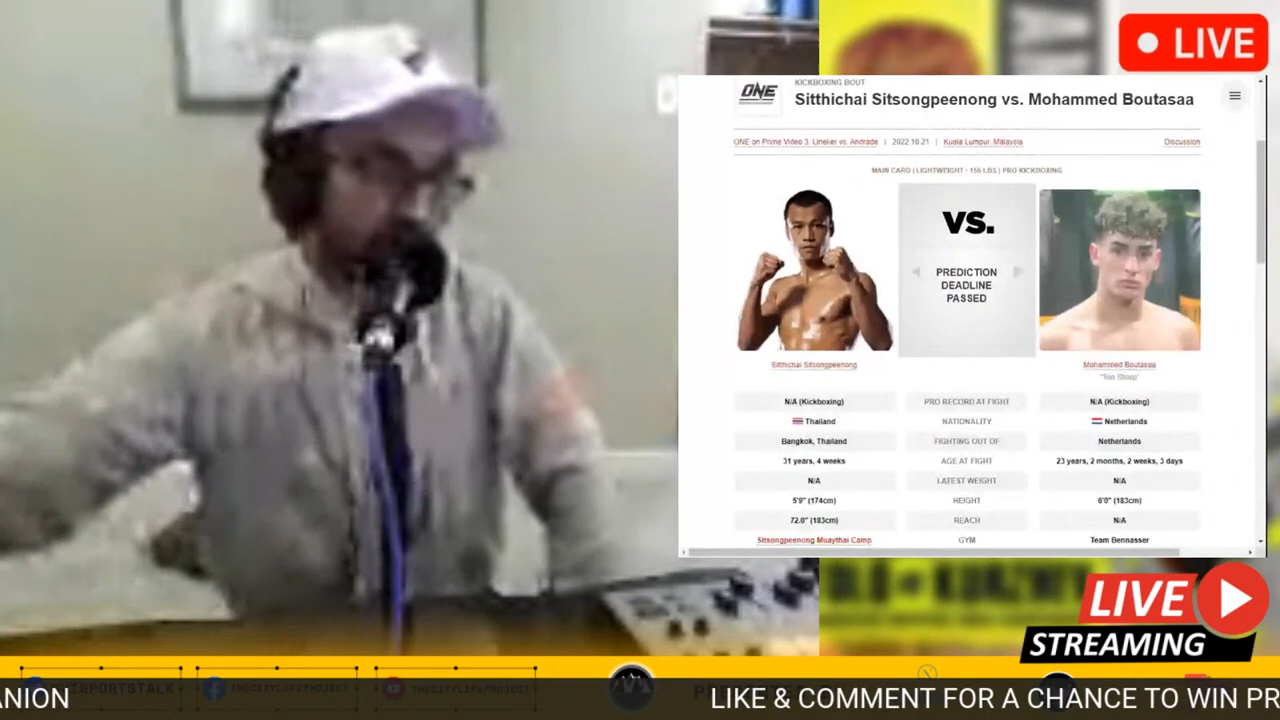 LIVE
KICKBOXING BOUT
ONE
Sitthichai Sitsongpeenong vs. Mohammed Boutasaa
ONE on Prime Video 3: Lineker vs. Andrade | 2022.10.21 | Kuala Lumpur, Malaysia
Discussion
MAIN CARD | LIGHTWEIGHT · 155 LBS | PRO KICKBOXING
VS.
PREDICTION
DEADLINE
PASSED
Sitthichai Sitsongpeenong
Mohammed Boutasaa
"Too Sharp"
N/A (Kickboxing) PRO RECORD AT FIGHT N/A (Kickboxing)
Thailand NATIONALITY Netherlands
Bangkok, Thailand FIGHTING OUT OF Netherlands
31 years, 4 weeks AGE AT FIGHT 23 years, 2 months, 2 weeks, 3 days
N/A LATEST WEIGHT N/A
5'9" (174cm) HEIGHT 6'0" (183cm)
72.0" (183cm) REACH N/A
Sitsongpeenong Muaythai Camp GYM Team Bennasser
LIVE
STREAMING
THECITYLIFEPROJECT
THECITYLIFEPROJECT
ANION
LIKE & COMMENT FOR A CHANCE TO WIN PR